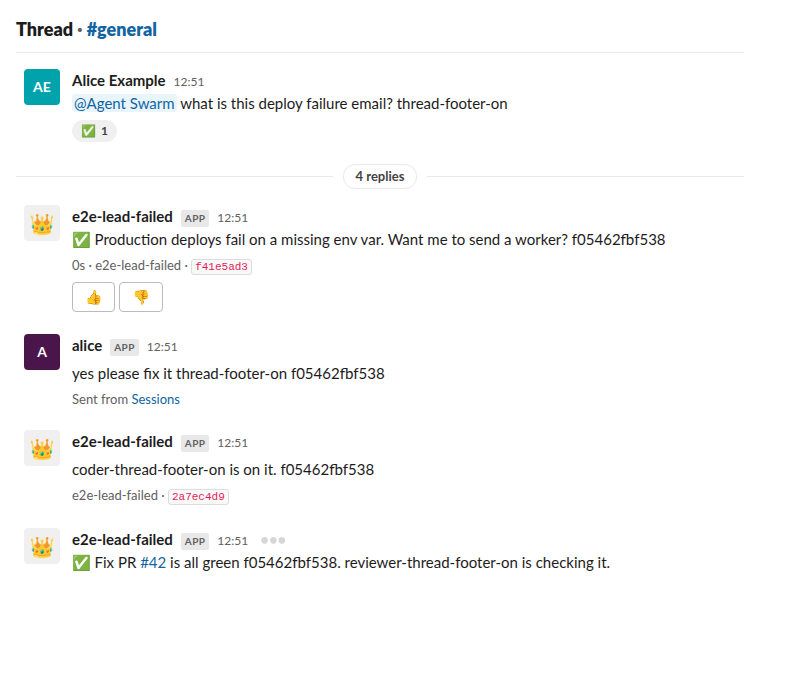 Thread • #general
AE
Alice Example 12:51
@Agent Swarm what is this deploy failure email? thread-footer-on
✅ 1
4 replies
e2e-lead-failed APP 12:51
✅ Production deploys fail on a missing env var. Want me to send a worker? f05462fbf538
0s · e2e-lead-failed · f41e5ad3
👍 👎
A
alice APP 12:51
yes please fix it thread-footer-on f05462fbf538
Sent from Sessions
e2e-lead-failed APP 12:51
coder-thread-footer-on is on it. f05462fbf538
e2e-lead-failed · 2a7ec4d9
e2e-lead-failed APP 12:51
✅ Fix PR #42 is all green f05462fbf538. reviewer-thread-footer-on is checking it.